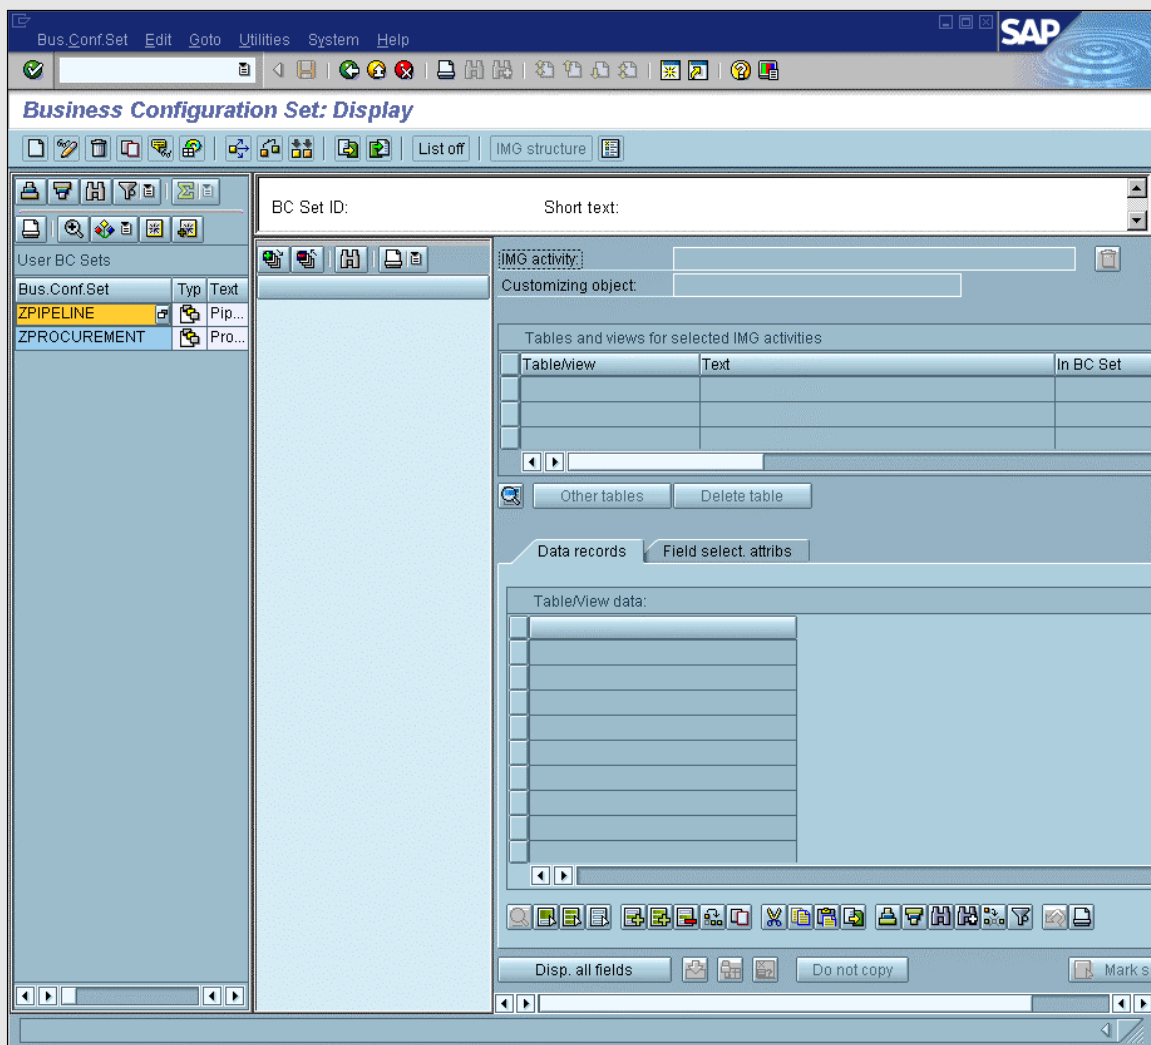 Bus.Conf.Set Edit Goto Utilities System Help
SAP
Business Configuration Set: Display
List off IMG structure
BC Set ID: Short text:
User BC Sets
Bus.Conf.Set Typ Text
ZPIPELINE Pip...
ZPROCUREMENT Pro...
IMG activity:
Customizing object:
Tables and views for selected IMG activities
Table/view Text In BC Set
Other tables Delete table
Data records Field select. attribs
Table/View data:
Disp. all fields Do not copy Mark s